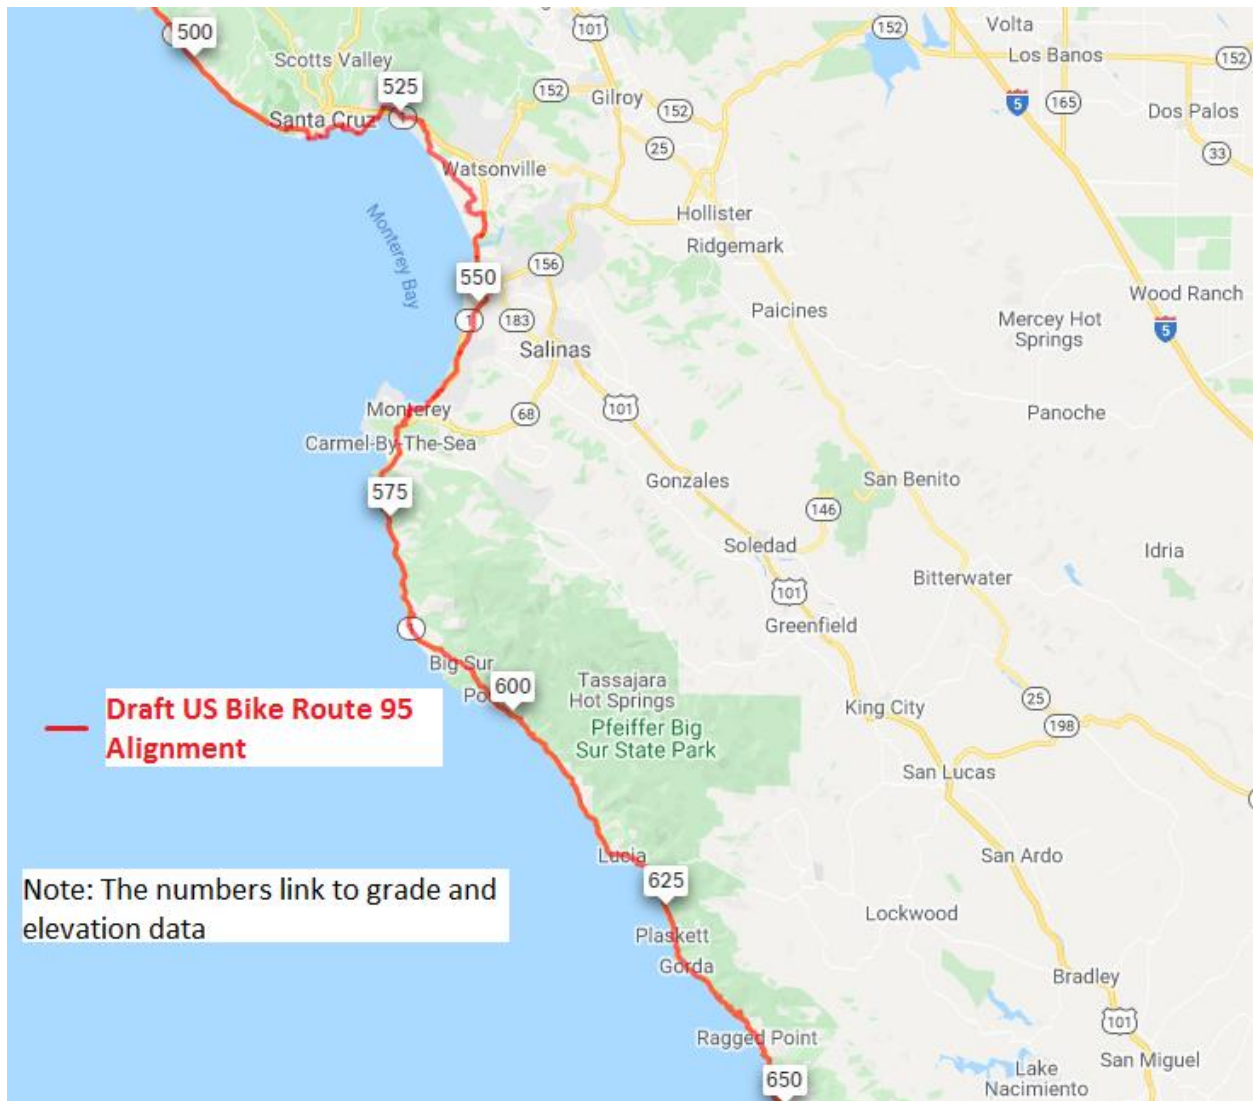 101
152
Volta
500
Los Banos
152
Scotts Valley
525
152
Gilroy
5
165
152
Dos Palos
Santa Cruz
1
25
33
Watsonville
Monterey Bay
Hollister
Ridgemark
156
550
Wood Ranch
Paicines
1
183
Mercey Hot
Springs
5
Salinas
Monterey
68
101
Panoche
Carmel-By-The-Sea
Gonzales
San Benito
575
146
Soledad
Idria
Bitterwater
101
1
Greenfield
Big Sur
Tassajara
Hot Springs
600
25
King City
198
Draft US Bike Route 95
Alignment
Pfeiffer Big
Sur State Park
San Lucas
Lucia
San Ardo
625
Note: The numbers link to grade and
elevation data
Lockwood
Plaskett
Gorda
Bradley
101
Ragged Point
San Miguel
650
Lake
Nacimiento